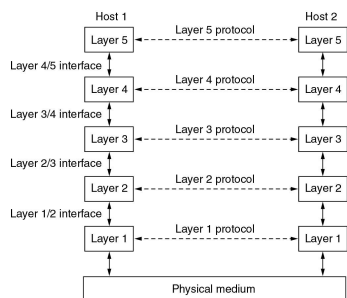 Host 1 Host 2
Layer 5 Layer 5 protocol Layer 5
Layer 4/5 interface
Layer 4 Layer 4 protocol Layer 4
Layer 3/4 interface
Layer 3 Layer 3 protocol Layer 3
Layer 2/3 interface
Layer 2 Layer 2 protocol Layer 2
Layer 1/2 interface
Layer 1 Layer 1 protocol Layer 1
Physical medium